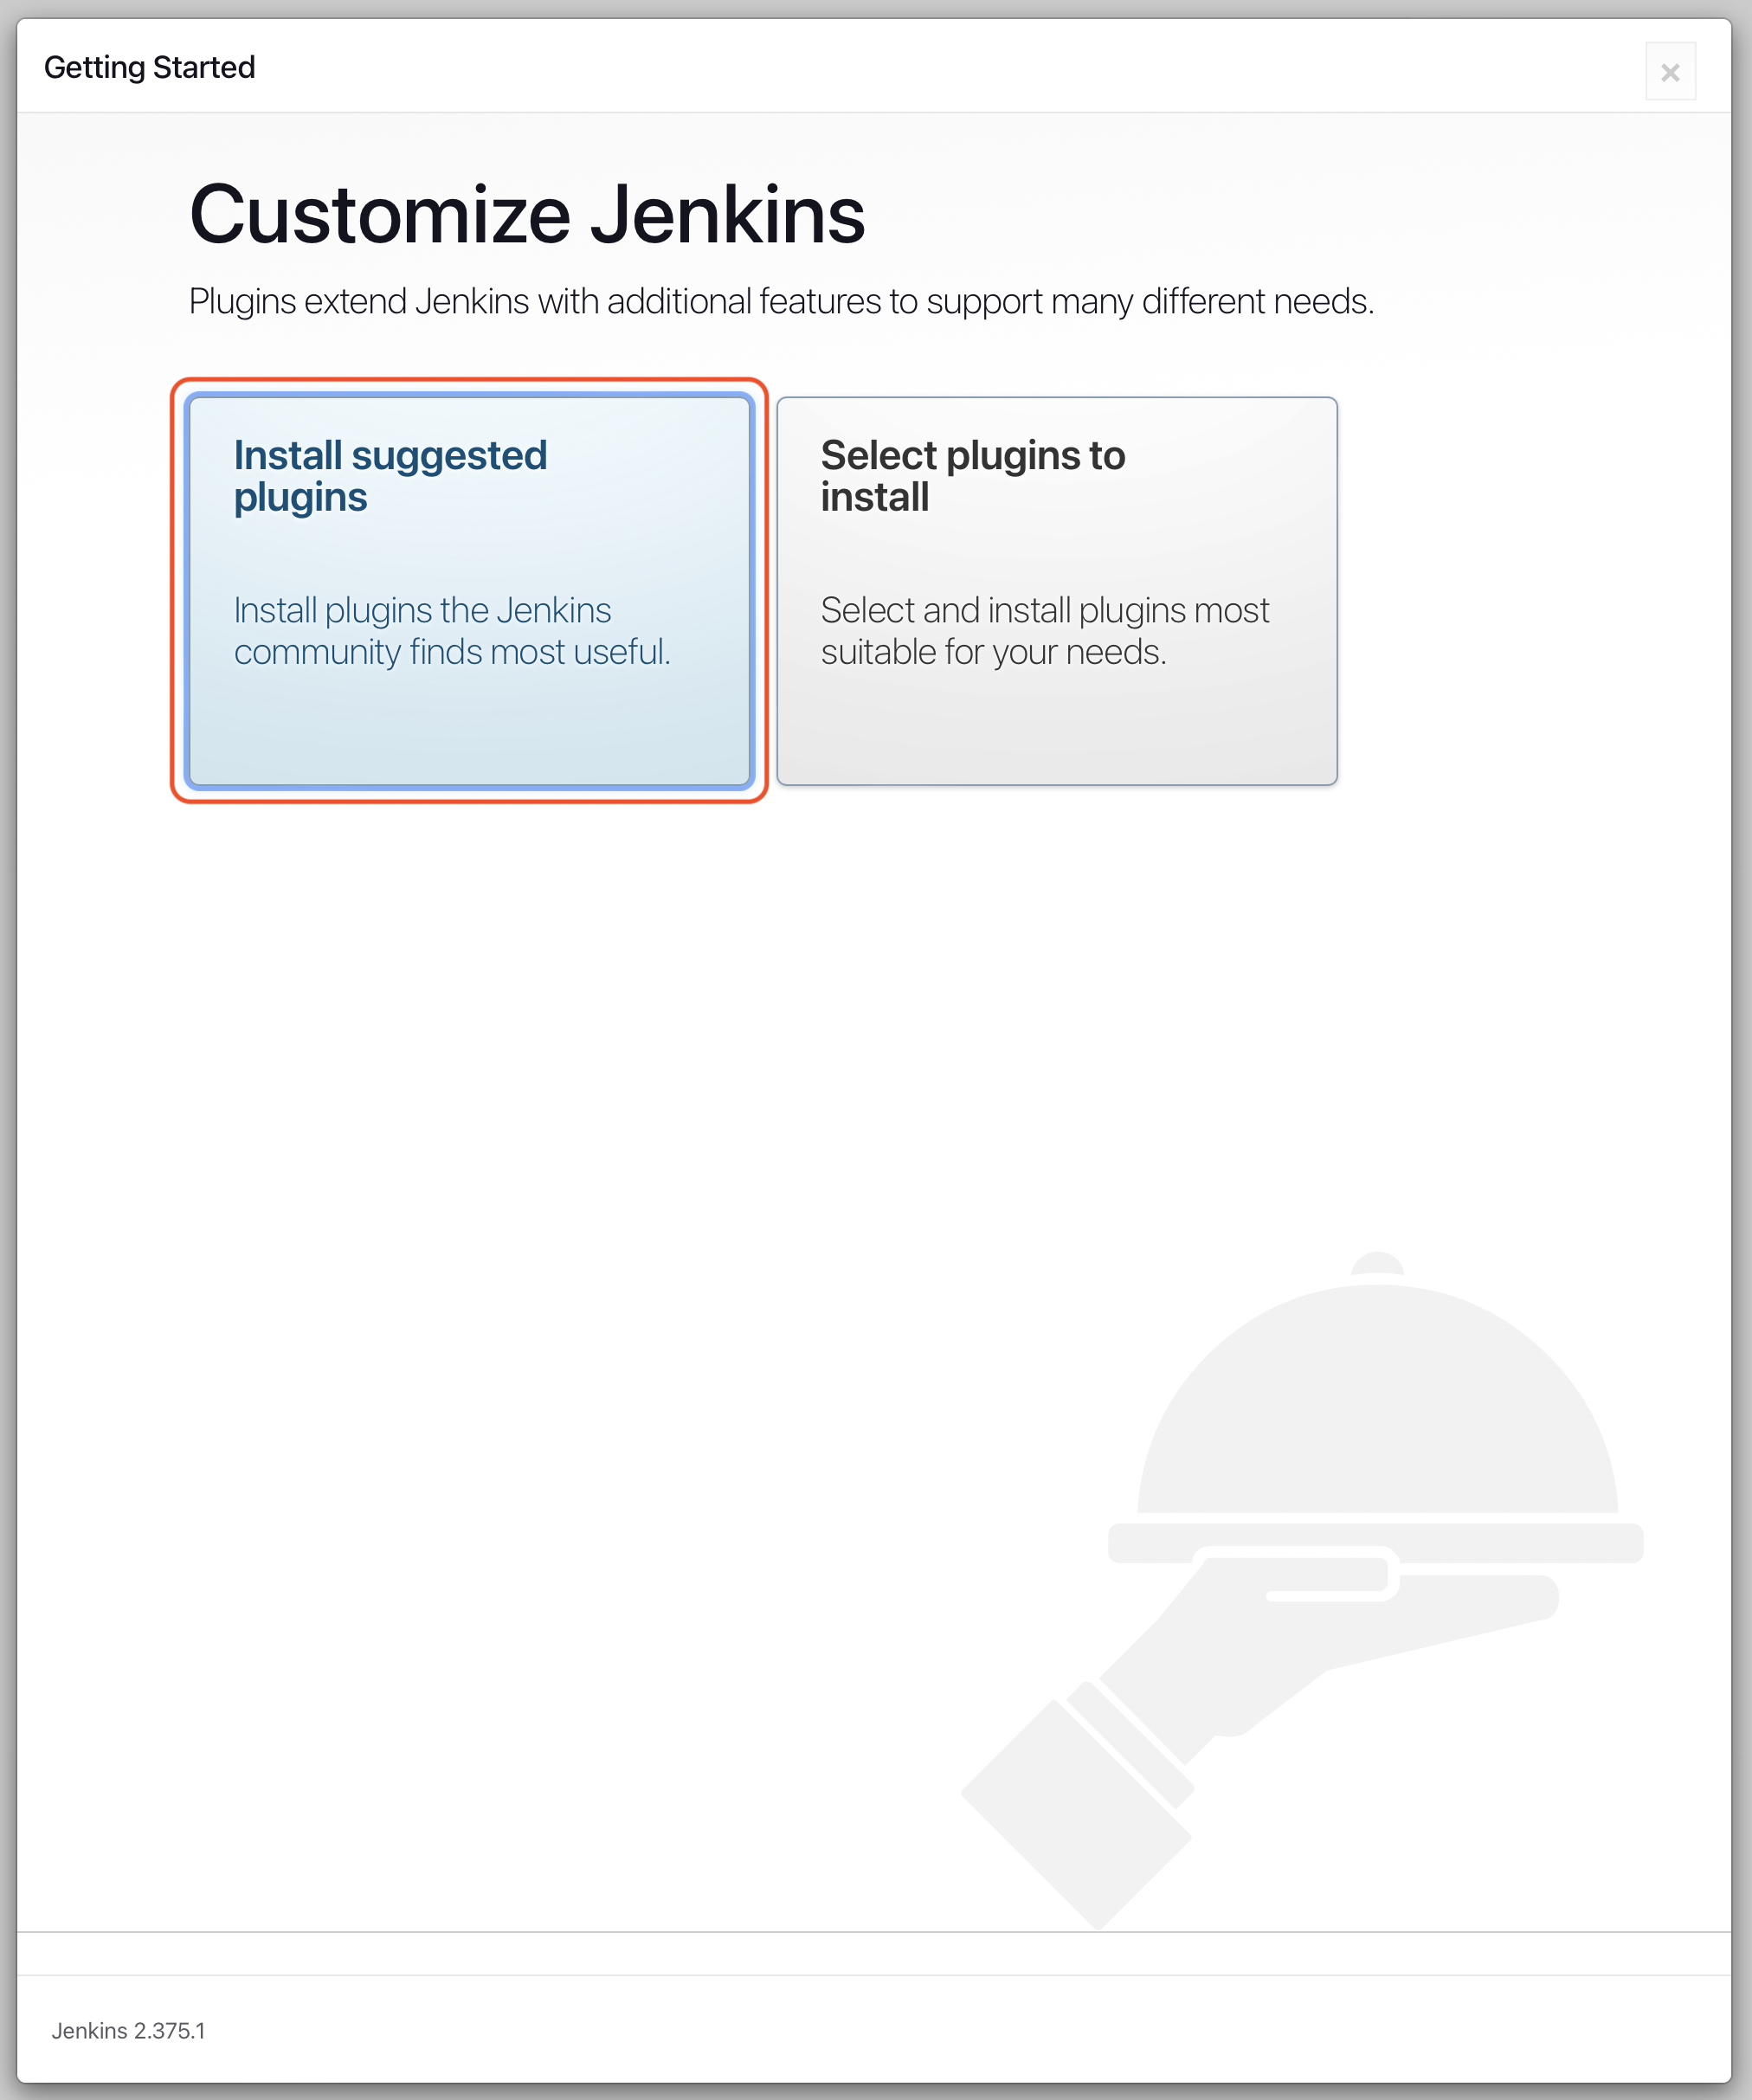 Getting Started
×
Customize Jenkins
Plugins extend Jenkins with additional features to support many different needs.
Install suggested
plugins
Install plugins the Jenkins
community finds most useful.
Select plugins to
install
Select and install plugins most
suitable for your needs.
Jenkins 2.375.1